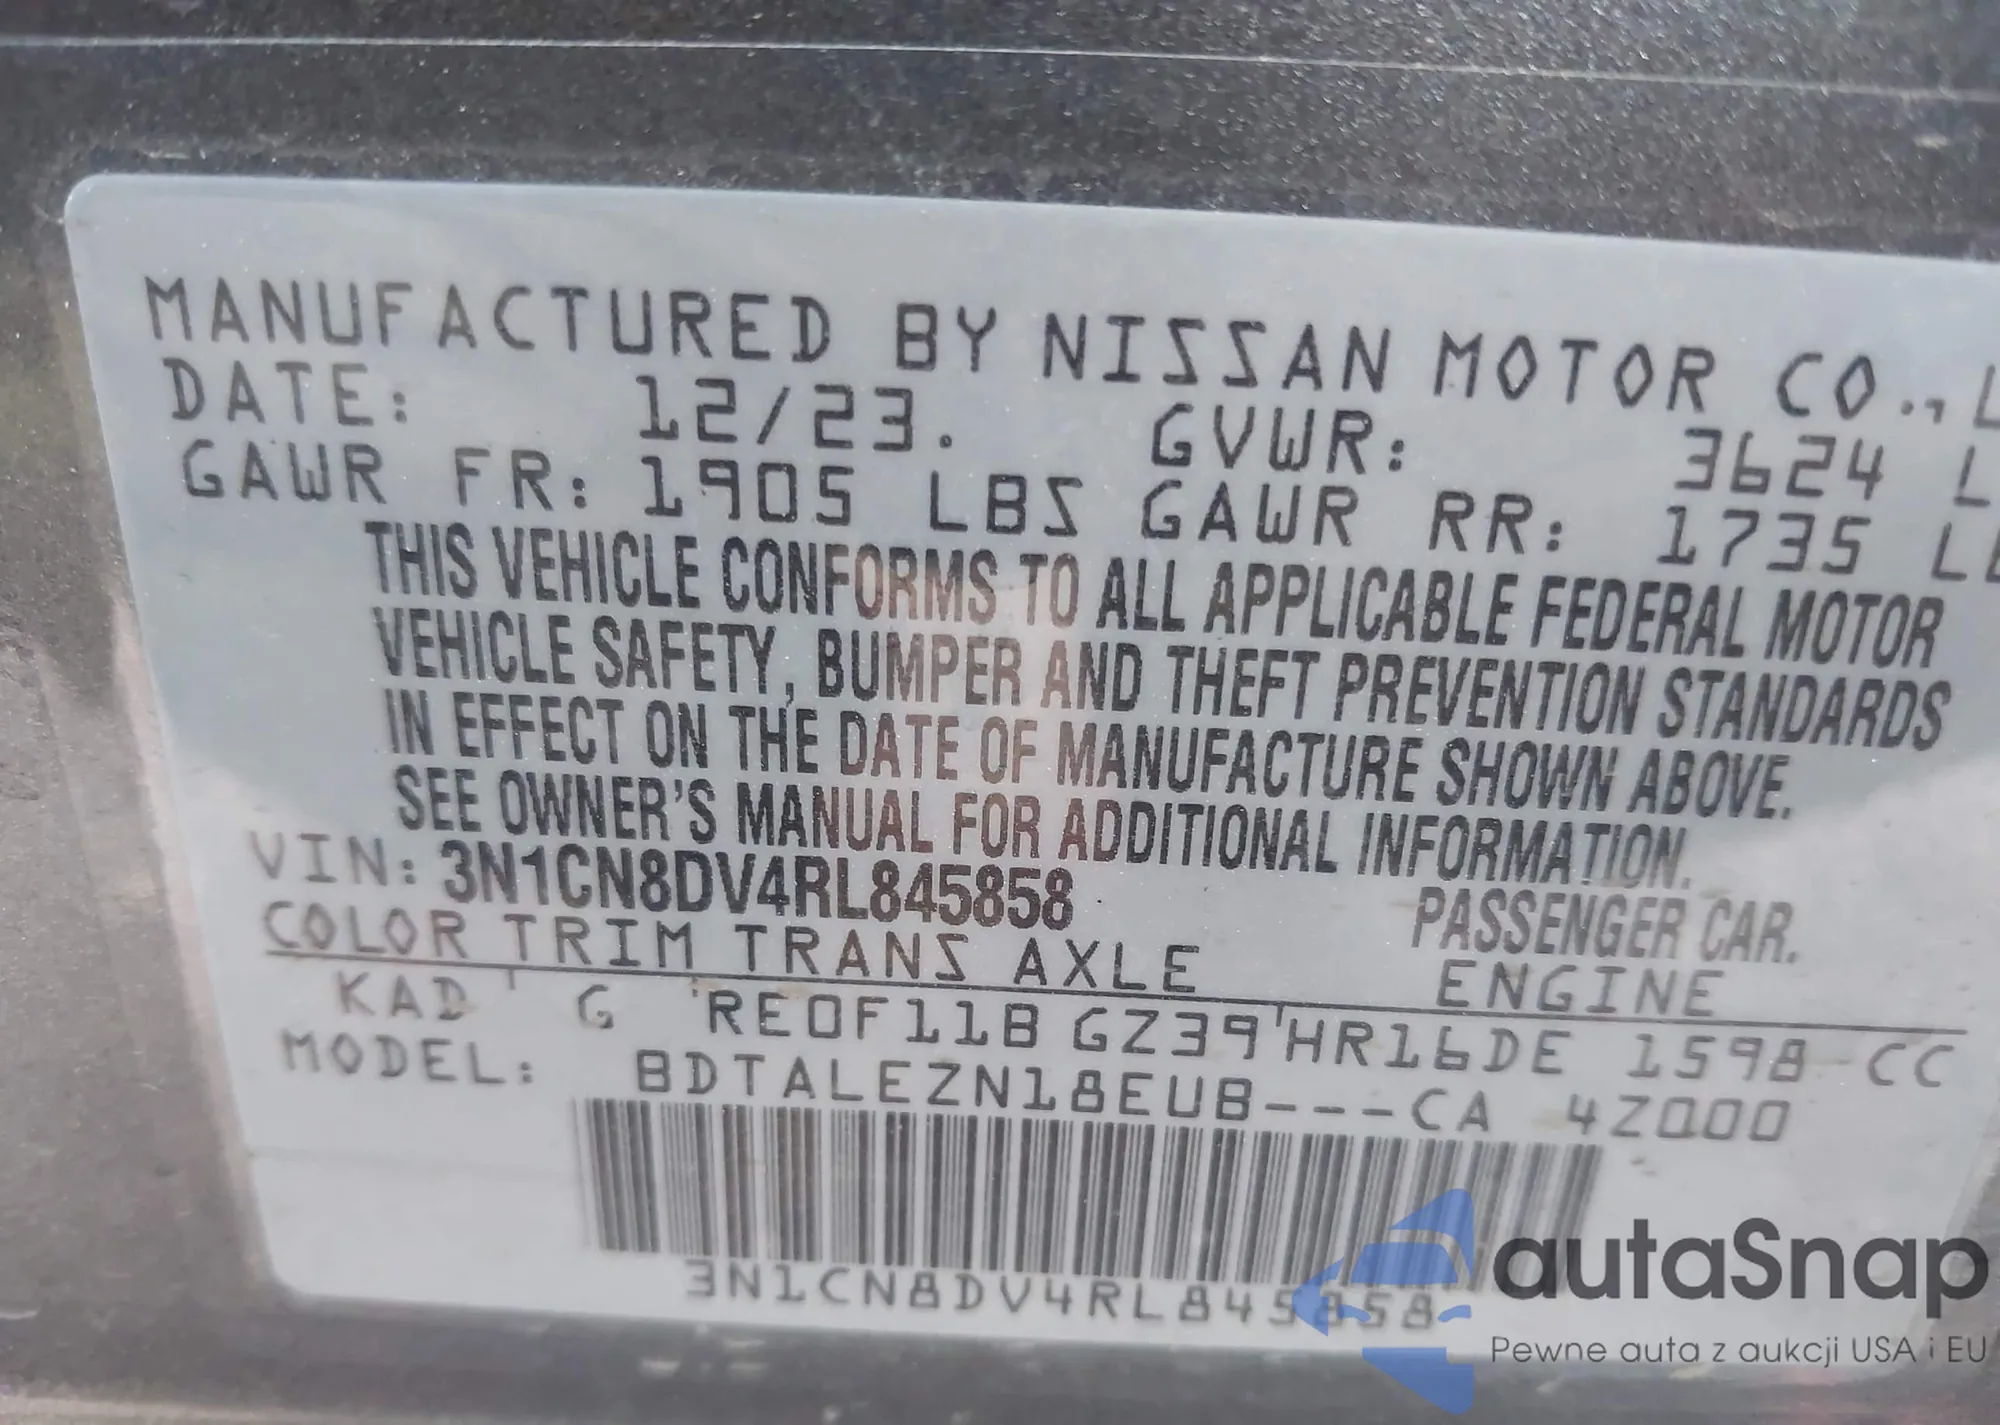 MANUFACTURED BY NISSAN MOTOR CO., L
DATE: 12/23. GVWR: 3624 L
GAWR FR: 1905 LBS GAWR RR: 1735 LB
THIS VEHICLE CONFORMS TO ALL APPLICABLE FEDERAL MOTOR
VEHICLE SAFETY, BUMPER AND THEFT PREVENTION STANDARDS
IN EFFECT ON THE DATE OF MANUFACTURE SHOWN ABOVE.
SEE OWNER'S MANUAL FOR ADDITIONAL INFORMATION.
VIN: 3N1CN8DV4RL845858 PASSENGER CAR.
COLOR TRIM TRANS AXLE ENGINE
KAD G RE0F11B GZ39 HR16DE 1598 CC
MODEL: BDTALEZN18EUB---CA 4Z000
3N1CN8DV4RL845858
autaSnap
Pewne auta z aukcji USA i EU